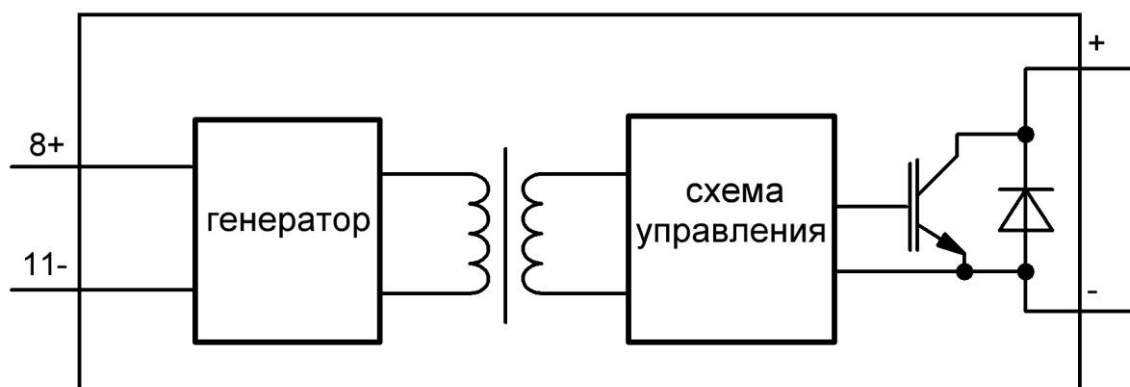 +
8+
генератор
схема
управления
11-
-